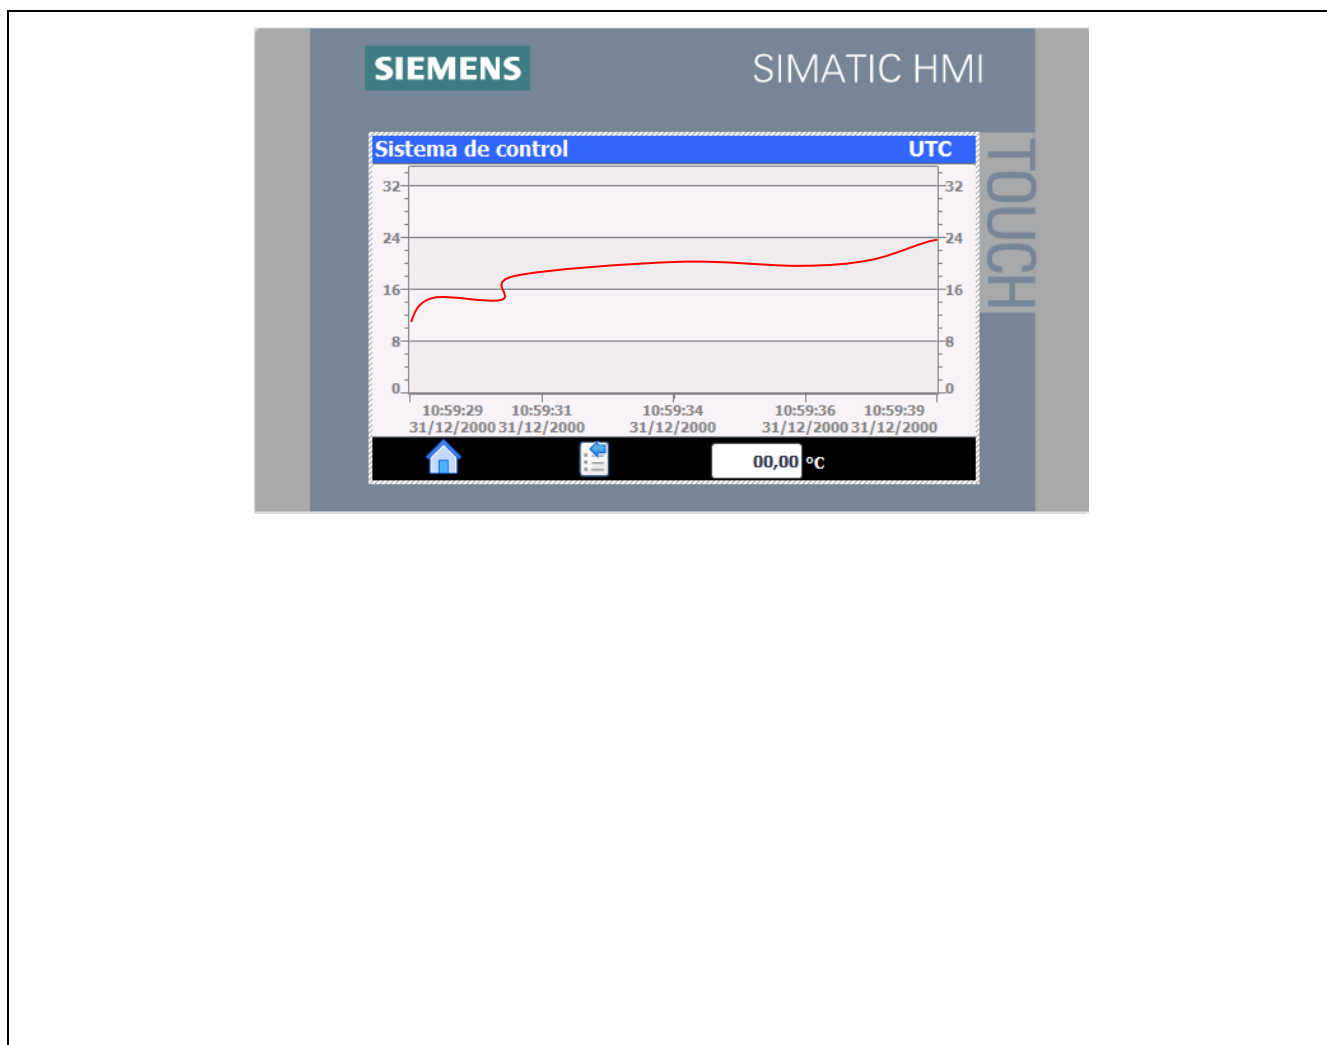 SIEMENS
SIMATIC HMI
TOUCH
Sistema de control UTC
32 32
24 24
16 16
8 8
0 0
10:59:29 10:59:31 10:59:34 10:59:36 10:59:39
31/12/2000 31/12/2000 31/12/2000 31/12/2000 31/12/2000
00,00 °C